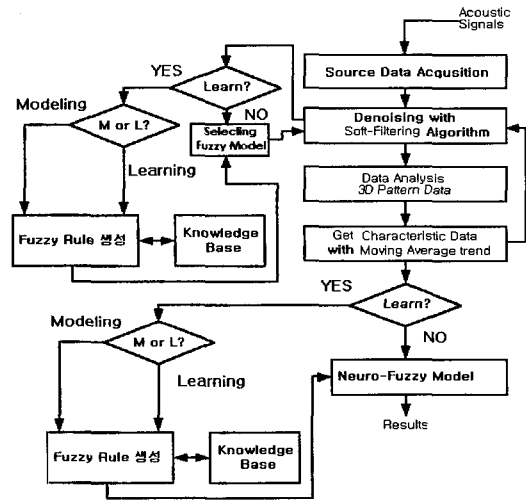 Acoustic
Signals
Source Data Acqusition
YES
Learn?
Modeling
M or L?
NO
Selecting
Fuzzy Model
Denoising with
Soft-Filtering Algorithm
Learning
Data Analysis
3D Pattern Data
Fuzzy Rule 생성
Knowledge
Base
Get Characteristic Data
with Moving Average trend
YES
Learn?
Modeling
M or L?
NO
Learning
Neuro-Fuzzy Model
Results
Fuzzy Rule 생성
Knowledge
Base